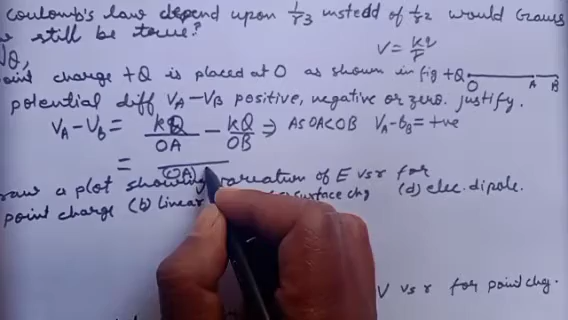 Coulomb's law depend upon 1/r3 instedd of 1/r2 would Gauss
still be true?
V = kq/r
point charge +Q is placed at O as shown in fig +Q
O A B
potential diff VA-VB positive, negative or zero. justify.
VA-VB = kQ/OA - kQ/OB ⇒ As OA<OB VA-VB = +ve
= (OA)
draw a plot showing variation of E vs r for
point charge (b) linear surface chg (d) elec. dipole.
V vs r for point chg.